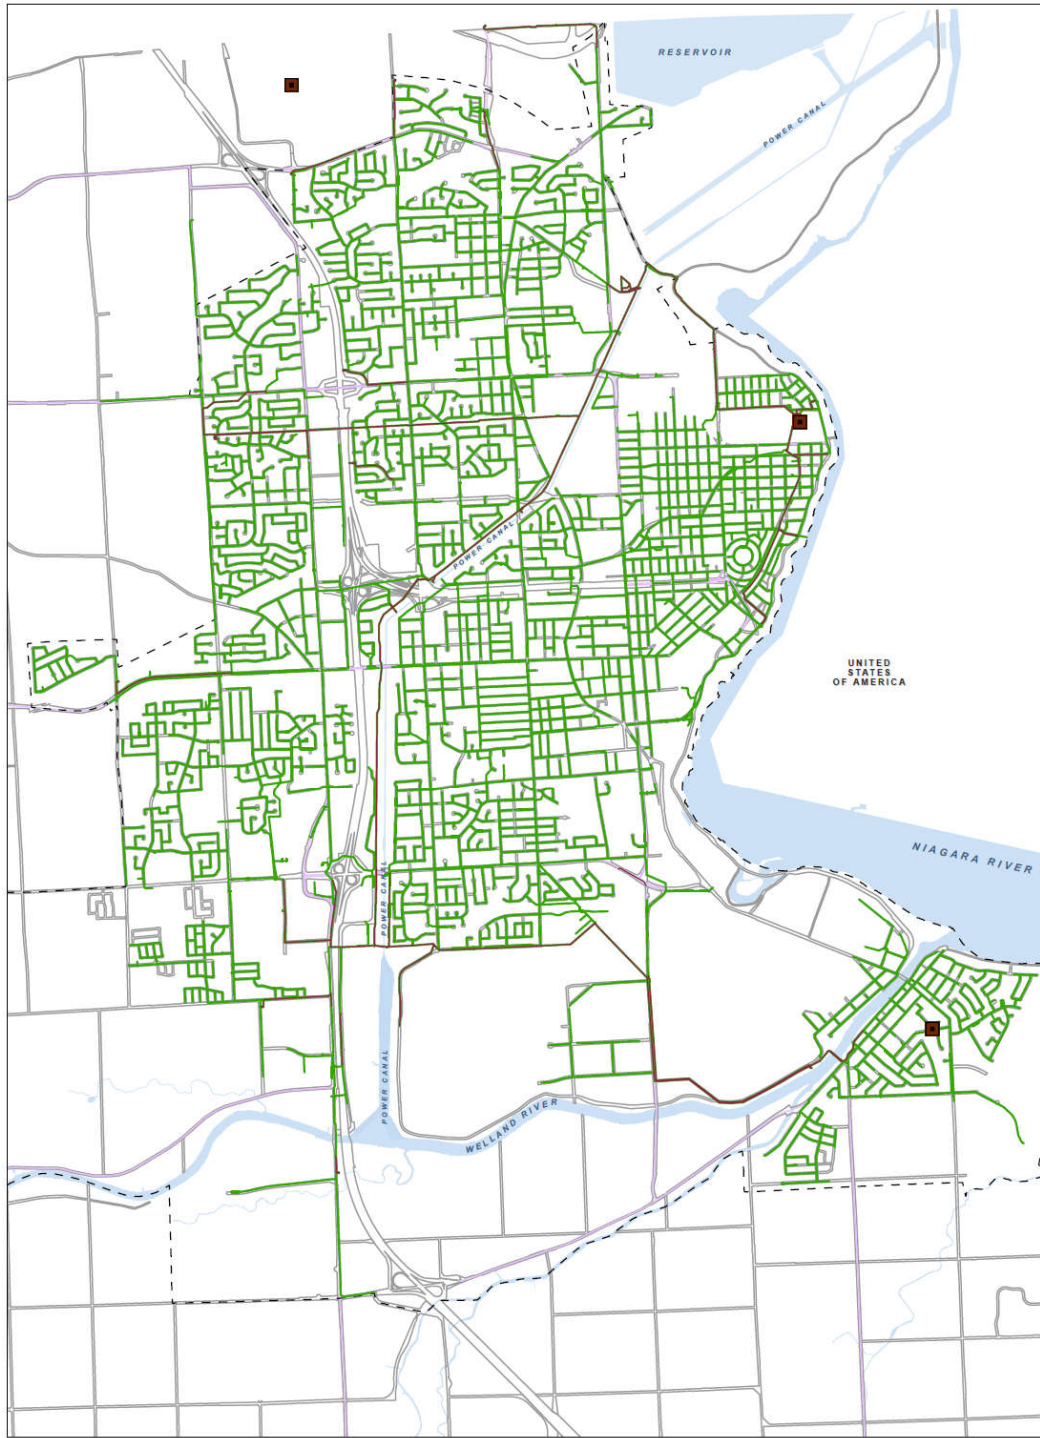 RESERVOIR
POWER CANAL
POWER CANAL
UNITED
STATES
OF AMERICA
NIAGARA RIVER
POWER CANAL
POWER CANAL
WELLAND RIVER